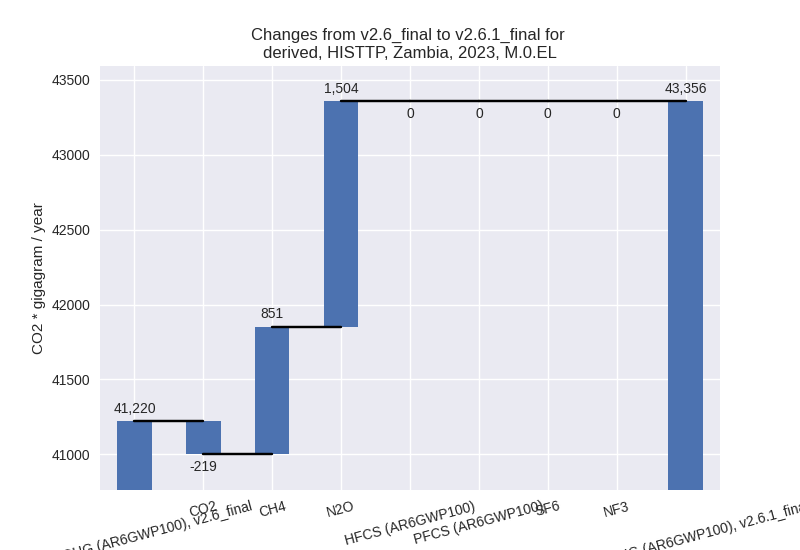 Changes from v2.6_final to v2.6.1_final for
derived, HISTTP, Zambia, 2023, M.0.EL
CO2 * gigagram / year
43500
43000
42500
42000
41500
41000
41,220
-219
851
1,504
0
0
0
0
43,356
(AR6GWP100), v2.6_final
CO2
CH4
N2O
HFCS (AR6GWP100)
PFCS (AR6GWP100)
SF6
NF3
(AR6GWP100), v2.6.1_final